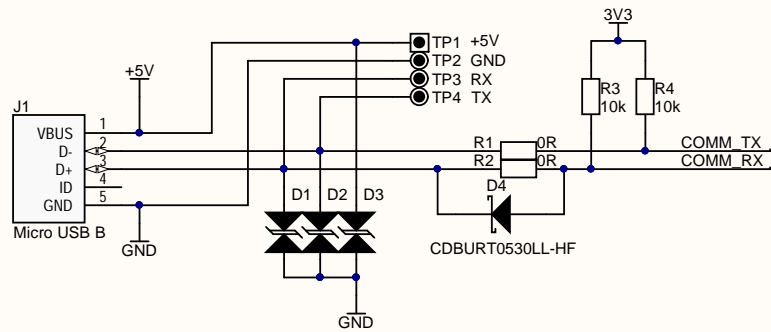 3V3
TP1 +5V
TP2 GND
TP3 RX
TP4 TX
+5V
R3
10k
R4
10k
J1
VBUS 1
D- 2
D+ 3
ID 4
GND 5
Micro USB B
GND
R1 0R
R2 0R
COMM_TX
COMM_RX
D1 D2 D3
D4
CDBURT0530LL-HF
GND